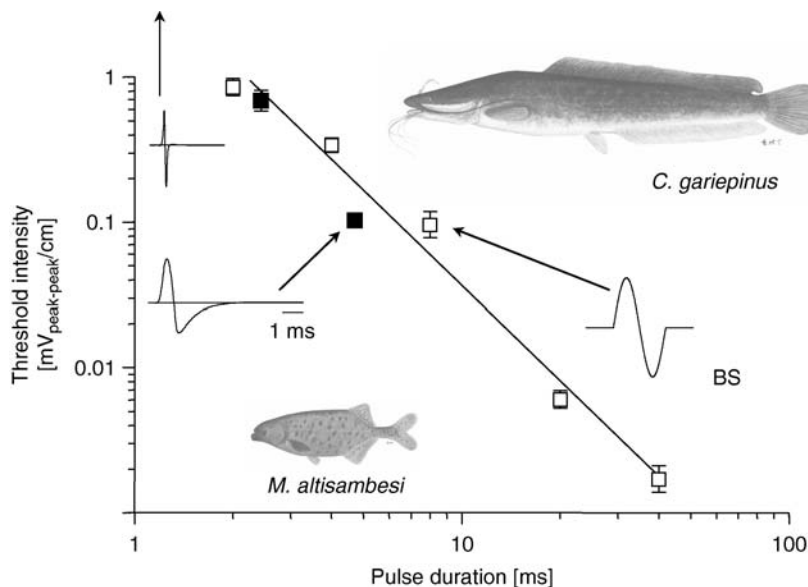 1
0.1
0.01
Threshold intensity
[mV_peak-peak/cm]
C. gariepinus
1 ms
BS
M. altisambesi
1
10
100
Pulse duration [ms]